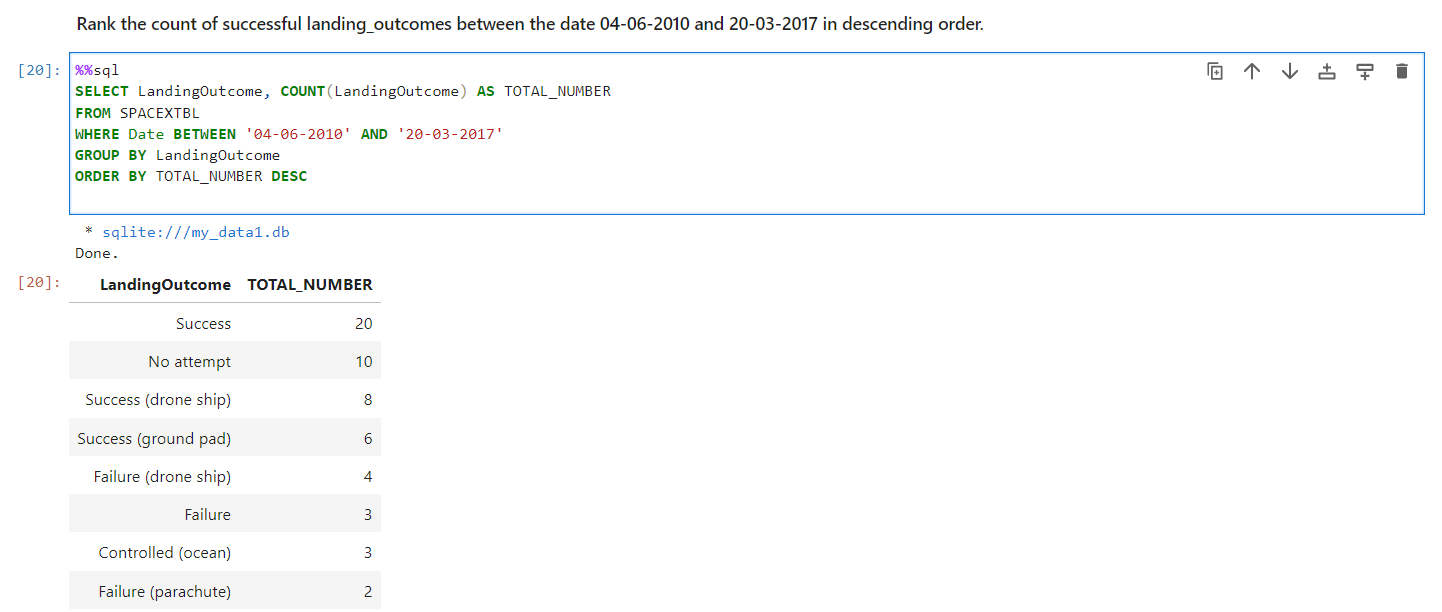 Rank the count of successful landing_outcomes between the date 04-06-2010 and 20-03-2017 in descending order.
[20]: %%sql
SELECT LandingOutcome, COUNT(LandingOutcome) AS TOTAL_NUMBER
FROM SPACEXTBL
WHERE Date BETWEEN '04-06-2010' AND '20-03-2017'
GROUP BY LandingOutcome
ORDER BY TOTAL_NUMBER DESC
* sqlite:///my_data1.db
Done.
[20]: LandingOutcome TOTAL_NUMBER
Success 20
No attempt 10
Success (drone ship) 8
Success (ground pad) 6
Failure (drone ship) 4
Failure 3
Controlled (ocean) 3
Failure (parachute) 2